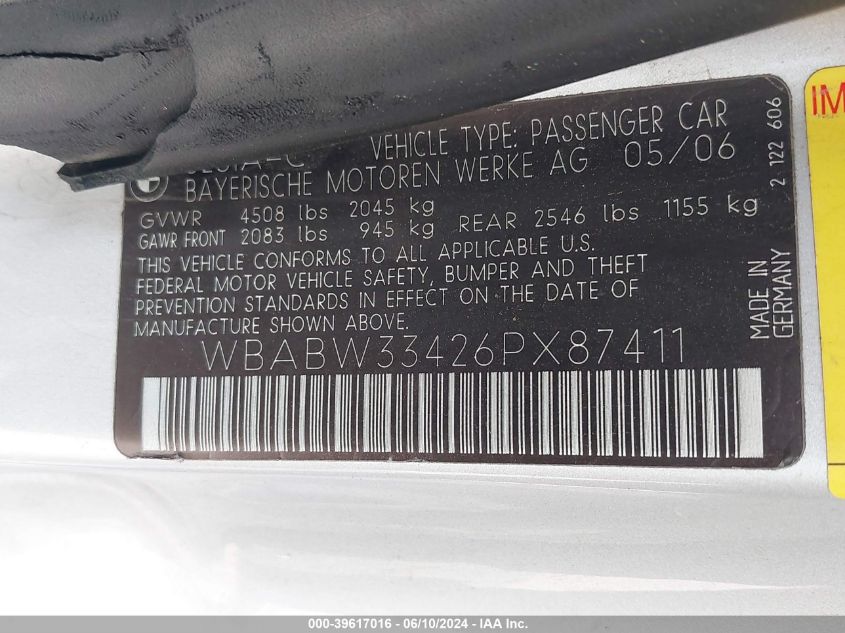 VEHICLE TYPE: PASSENGER CAR
BAYERISCHE MOTOREN WERKE AG 05/06
GVWR 4508 lbs 2045 kg
GAWR FRONT 2083 lbs 945 kg REAR 2546 lbs 1155 kg
THIS VEHICLE CONFORMS TO ALL APPLICABLE U.S.
FEDERAL MOTOR VEHICLE SAFETY, BUMPER AND THEFT
PREVENTION STANDARDS IN EFFECT ON THE DATE OF
MANUFACTURE SHOWN ABOVE.
WBABW33426PX87411
2 122 606
MADE IN
GERMANY
IM
000-39617016 - 06/10/2024 - IAA Inc.